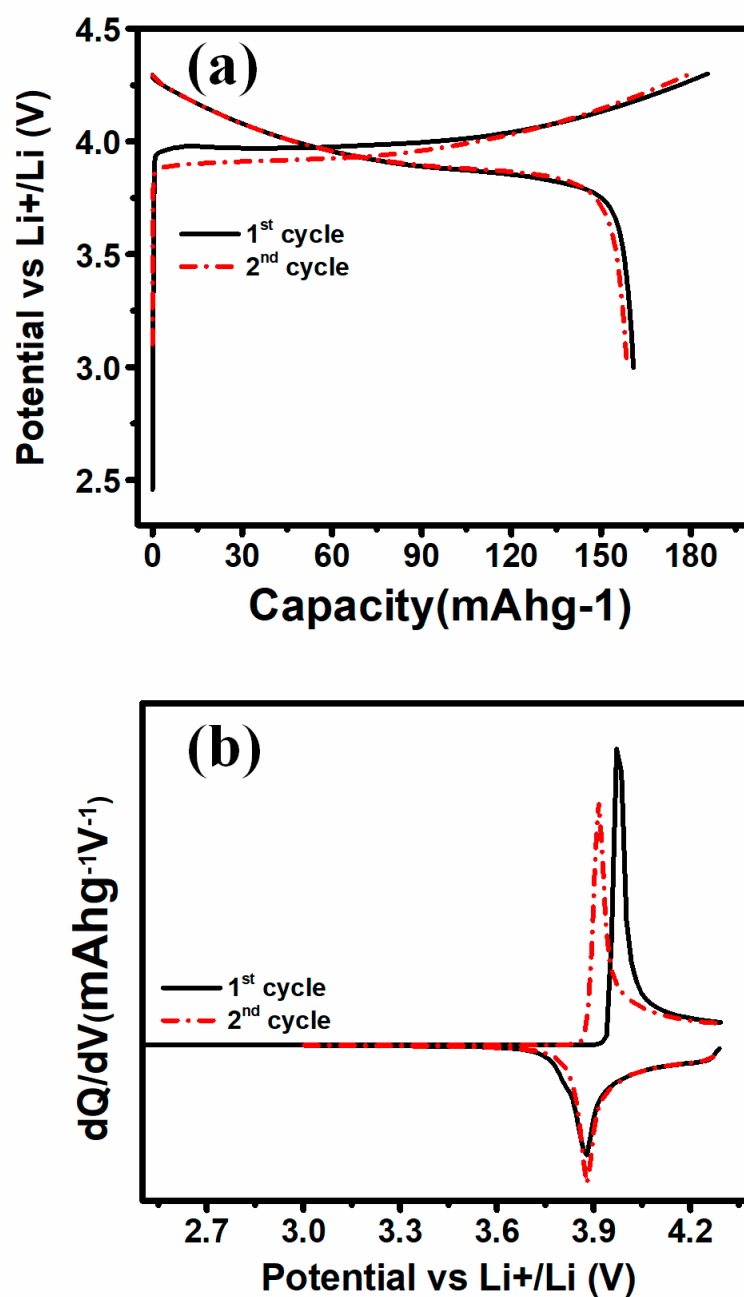 (a)
4.5
4.0
3.5
3.0
2.5
Potential vs Li+/Li (V)
1st cycle
2nd cycle
0 30 60 90 120 150 180
Capacity(mAhg-1)
(b)
dQ/dV(mAhg-1V-1)
1st cycle
2nd cycle
2.7 3.0 3.3 3.6 3.9 4.2
Potential vs Li+/Li (V)